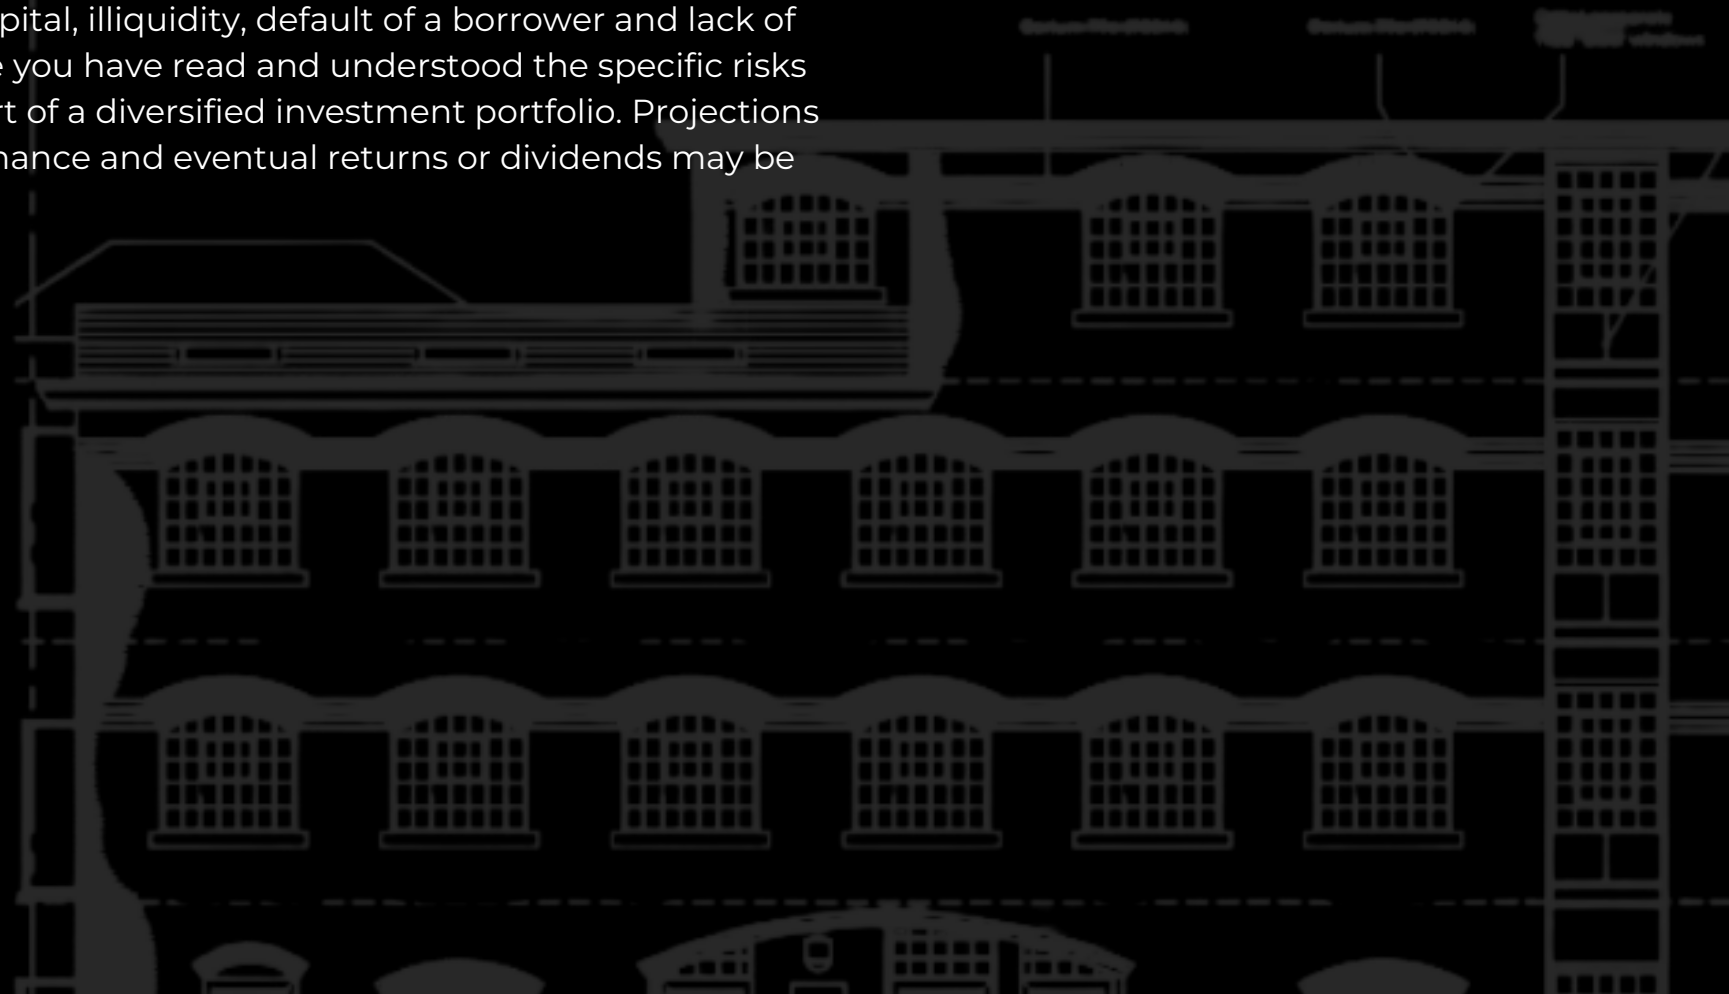 pital, illiquidity, default of a borrower and lack of
you have read and understood the specific risks
rt of a diversified investment portfolio. Projections
nance and eventual returns or dividends may be